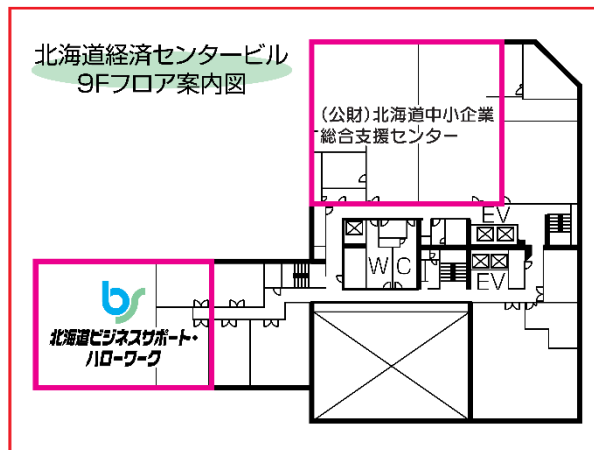 北海道経済センタービル
9Fフロア案内図
（公財）北海道中小企業
総合支援センター
EV
WC
EV
bs
北海道ビジネスサポート・
ハローワーク